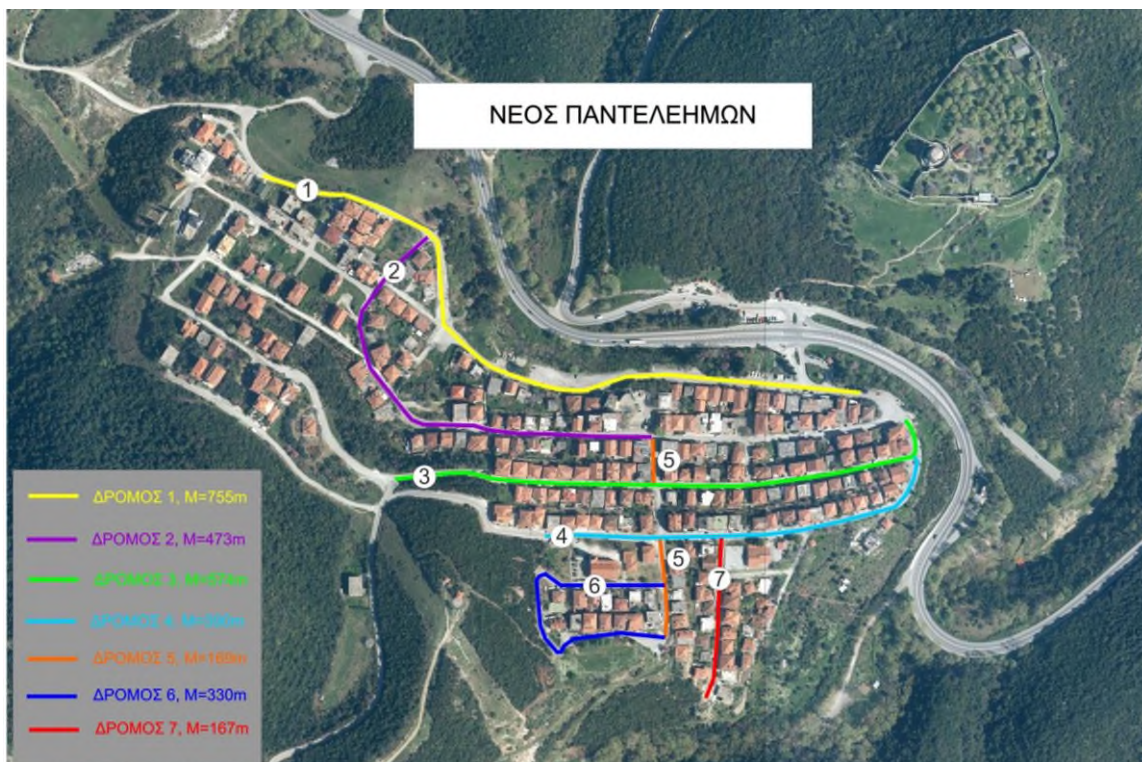 ΝΕΟΣ ΠΑΝΤΕΛΕΗΜΩΝ
1
2
3
5
4
5
7
6
ΔΡΟΜΟΣ 1, Μ=755m
ΔΡΟΜΟΣ 2, Μ=473m
ΔΡΟΜΟΣ 3,
ΔΡΟΜΟΣ 4,
ΔΡΟΜΟΣ 5, Μ=169m
ΔΡΟΜΟΣ 6, Μ=330m
ΔΡΟΜΟΣ 7, Μ=167m